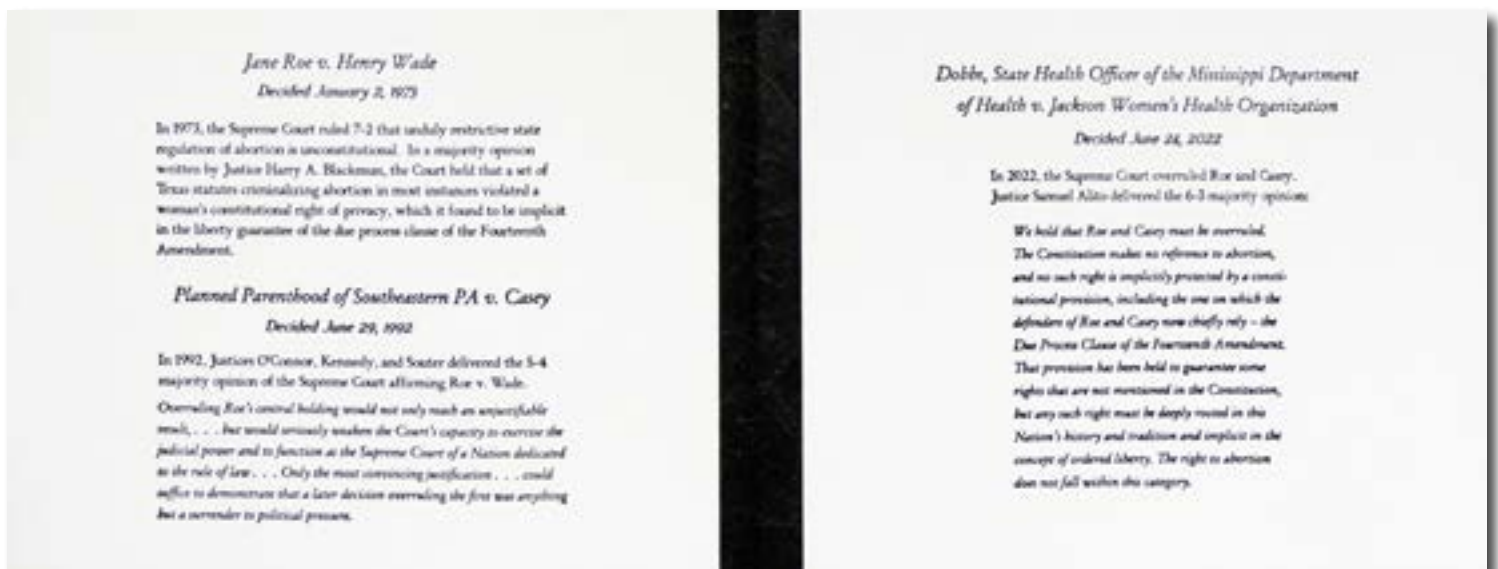 Jane Roe v. Henry Wade
Decided January 2, 1973
In 1973, the Supreme Court ruled 7-2 that unduly restrictive state
regulation of abortion is unconstitutional. In a majority opinion
written by Justice Harry A. Blackmun, the Court held that a set of
Texas statutes criminalizing abortion in most instances violated a
woman's constitutional right of privacy, which it found to be implicit
in the liberty guarantee of the due process clause of the Fourteenth
Amendment.
Planned Parenthood of Southeastern PA v. Casey
Decided June 29, 1992
In 1992, Justices O'Connor, Kennedy, and Souter delivered the 5-4
majority opinion of the Supreme Court affirming Roe v. Wade.
Overruling Roe's central holding would not only reach an unjustifiable
result, . . . but would seriously weaken the Court's capacity to exercise the
judicial power and to function as the Supreme Court of a Nation dedicated
to the rule of law . . . Only the most convincing justification . . . could
suffice to demonstrate that a later decision overruling the first was anything
but a surrender to political pressure.
Dobbs, State Health Officer of the Mississippi Department
of Health v. Jackson Women's Health Organization
Decided June 24, 2022
In 2022, the Supreme Court overruled Roe and Casey.
Justice Samuel Alito delivered the 6-3 majority opinion:
We hold that Roe and Casey must be overruled.
The Constitution makes no reference to abortion,
and no such right is implicitly protected by a consti-
tutional provision, including the one on which the
defenders of Roe and Casey now chiefly rely – the
Due Process Clause of the Fourteenth Amendment.
That provision has been held to guarantee some
rights that are not mentioned in the Constitution,
but any such right must be deeply rooted in this
Nation's history and tradition and implicit in the
concept of ordered liberty. The right to abortion
does not fall within this category.